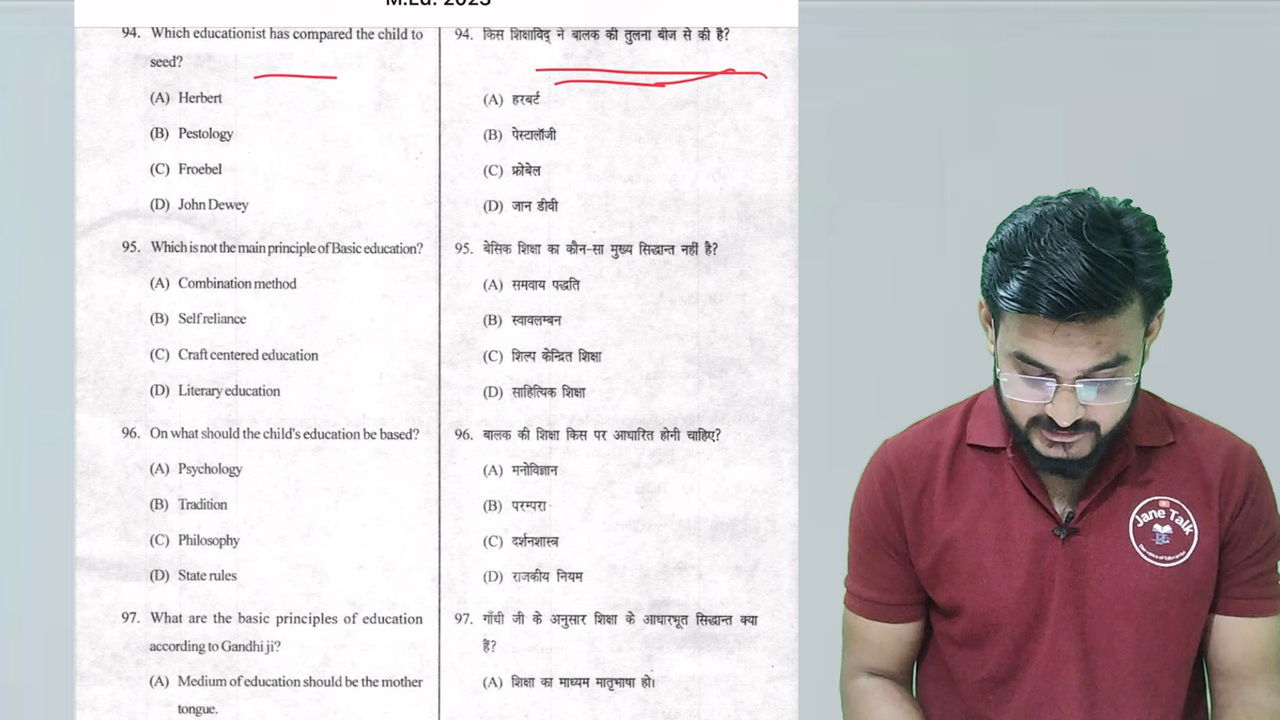 M.Ed. 2023
94. Which educationist has compared the child to
seed?
(A) Herbert
(B) Pestology
(C) Froebel
(D) John Dewey
95. Which is not the main principle of Basic education?
(A) Combination method
(B) Self reliance
(C) Craft centered education
(D) Literary education
96. On what should the child's education be based?
(A) Psychology
(B) Tradition
(C) Philosophy
(D) State rules
97. What are the basic principles of education
according to Gandhi ji?
(A) Medium of education should be the mother
tongue.
94. किस शिक्षाविद् ने बालक की तुलना बीज से की है?
(A) हरबर्ट
(B) पेस्टालॉजी
(C) फ्रोबेल
(D) जान डीवी
95. बेसिक शिक्षा का कौन-सा मुख्य सिद्धान्त नहीं है?
(A) समवाय पद्धति
(B) स्वावलम्बन
(C) शिल्प केन्द्रित शिक्षा
(D) साहित्यिक शिक्षा
96. बालक की शिक्षा किस पर आधारित होनी चाहिए?
(A) मनोविज्ञान
(B) परम्परा
(C) दर्शनशास्त्र
(D) राजकीय नियम
97. गाँधी जी के अनुसार शिक्षा के आधारभूत सिद्धान्त क्या
हैं?
(A) शिक्षा का माध्यम मातृभाषा हो।
Jane Talk